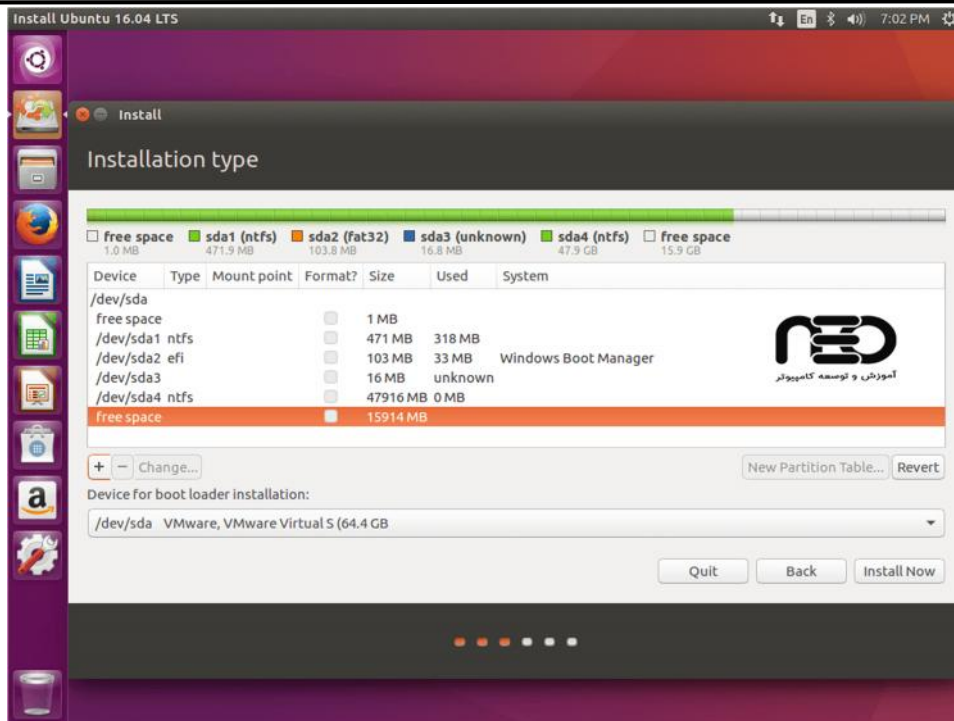 Install Ubuntu 16.04 LTS En 7:02 PM
Install
Installation type
free space sda1 (ntfs) sda2 (fat32) sda3 (unknown) sda4 (ntfs) free space
1.0 MB 471.9 MB 103.8 MB 16.8 MB 47.9 GB 15.9 GB
Device Type Mount point Format? Size Used System
/dev/sda
free space 1 MB
/dev/sda1 ntfs 471 MB 318 MB
/dev/sda2 efi 103 MB 33 MB Windows Boot Manager
/dev/sda3 16 MB unknown
/dev/sda4 ntfs 47916 MB 0 MB
free space 15914 MB
NEO
آموزش و توسعه کامپیوتر
+ − Change... New Partition Table... Revert
Device for boot loader installation:
/dev/sda VMware, VMware Virtual S (64.4 GB
Quit Back Install Now
a